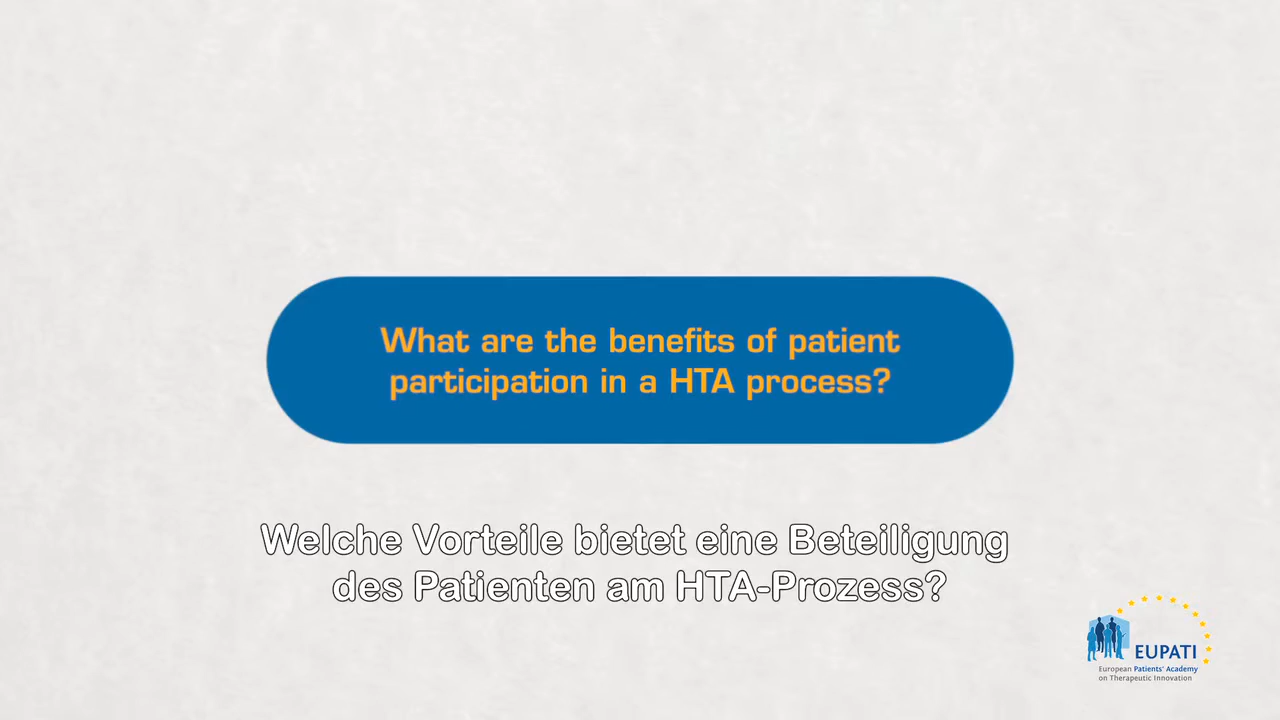 What are the benefits of patient
participation in a HTA process?
Welche Vorteile bietet eine Beteiligung
des Patienten am HTA-Prozess?
EUPATI
European Patients' Academy
on Therapeutic Innovation